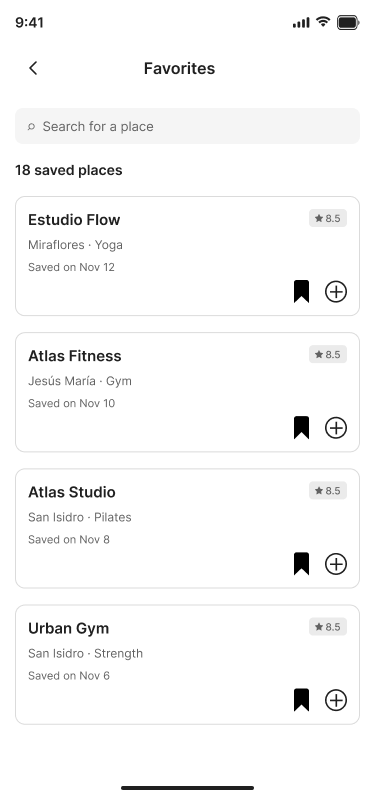 9:41
Favorites
Search for a place
18 saved places
Estudio Flow
8.5
Miraflores · Yoga
Saved on Nov 12
Atlas Fitness
8.5
Jesús María · Gym
Saved on Nov 10
Atlas Studio
8.5
San Isidro · Pilates
Saved on Nov 8
Urban Gym
8.5
San Isidro · Strength
Saved on Nov 6